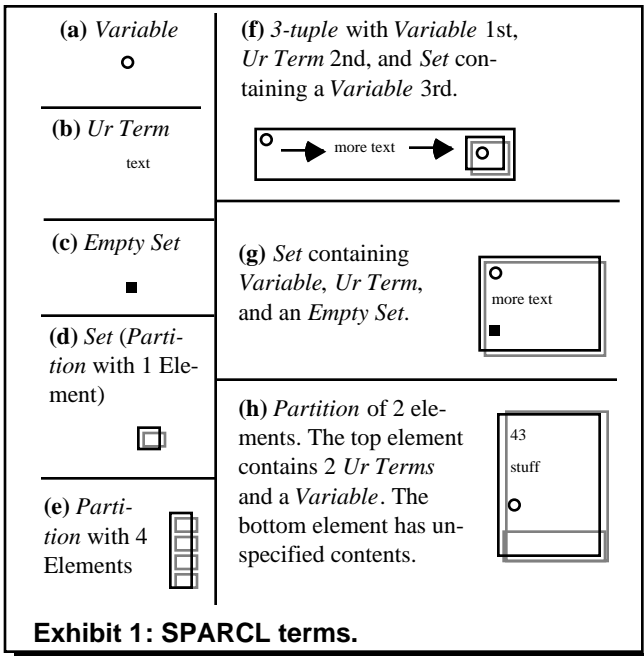 (a) Variable
(b) Ur Term
text
(c) Empty Set
(d) Set (Parti-
tion with 1 Ele-
ment)
(e) Parti-
tion with 4
Elements
(f) 3-tuple with Variable 1st,
Ur Term 2nd, and Set con-
taining a Variable 3rd.
more text
(g) Set containing
Variable, Ur Term,
and an Empty Set.
more text
(h) Partition of 2 ele-
ments. The top element
contains 2 Ur Terms
and a Variable. The
bottom element has un-
specified contents.
43
stuff
Exhibit 1: SPARCL terms.